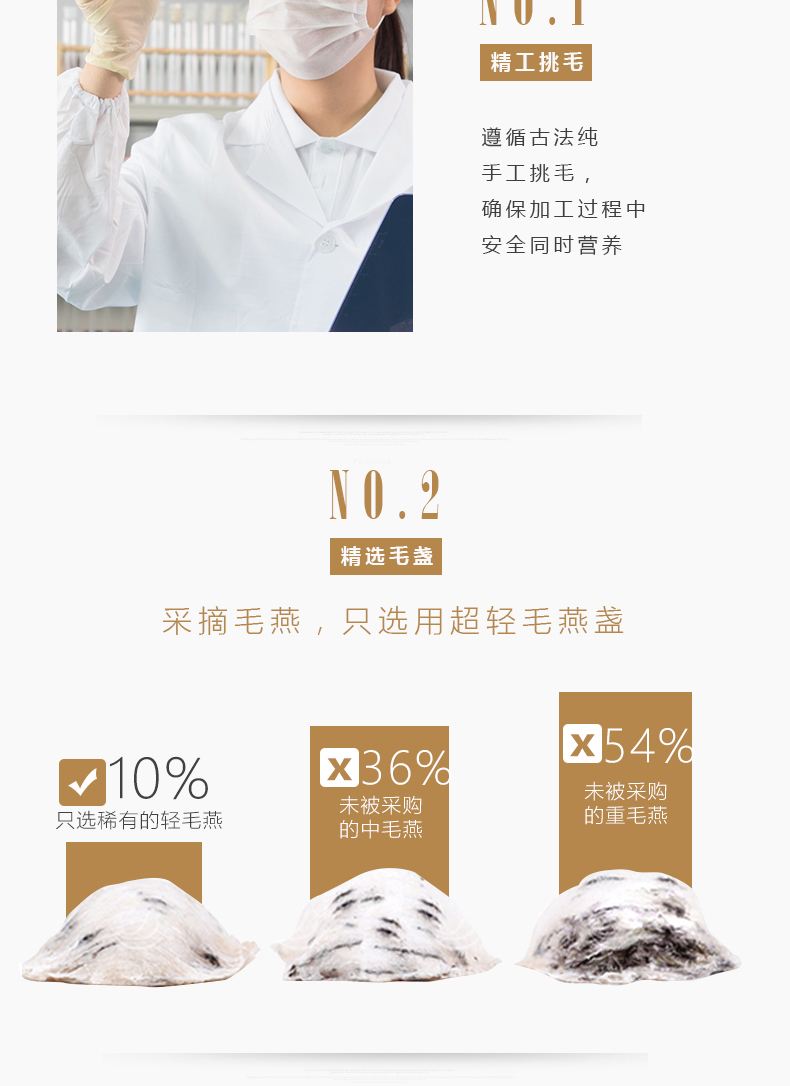 NO.1
精工挑毛
遵循古法纯
手工挑毛，
确保加工过程中
安全同时营养
NO.2
精选毛盏
采摘毛燕，只选用超轻毛燕盏
10%
只选稀有的轻毛燕
X36%
未被采购
的中毛燕
X54%
未被采购
的重毛燕